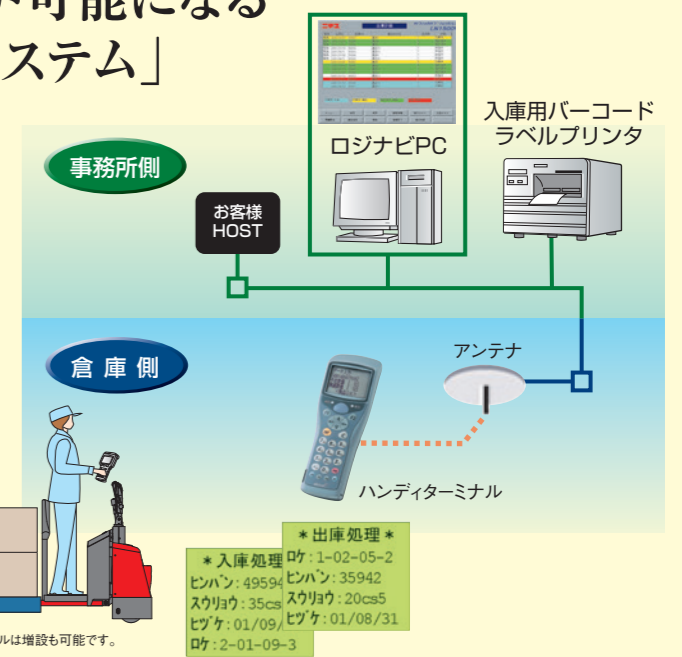 可能になる
ステム」
入庫用バーコード
ラベルプリンタ
ロジナビPC
事務所側
お客様
HOST
倉庫側
アンテナ
ハンディターミナル
＊入庫処理
ヒンバン:49594
スウリョウ:35cs
ヒヅケ:01/09/
ロケ:2-01-09-3
＊出庫処理＊
ロケ:1-02-05-2
ヒンバン:35942
スウリョウ:20cs5
ヒヅケ:01/08/31
ルは増設も可能です。